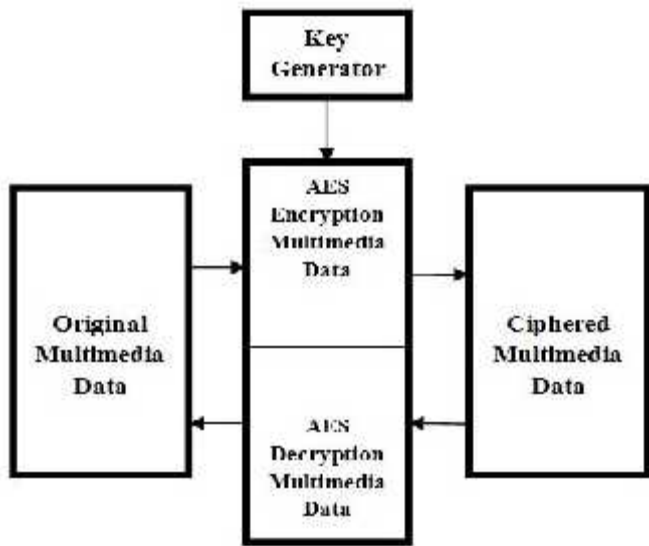 Key
Generator
AES
Encryption
Multimedia
Data
Original
Multimedia
Data
Ciphered
Multimedia
Data
AES
Decryption
Multimedia
Data